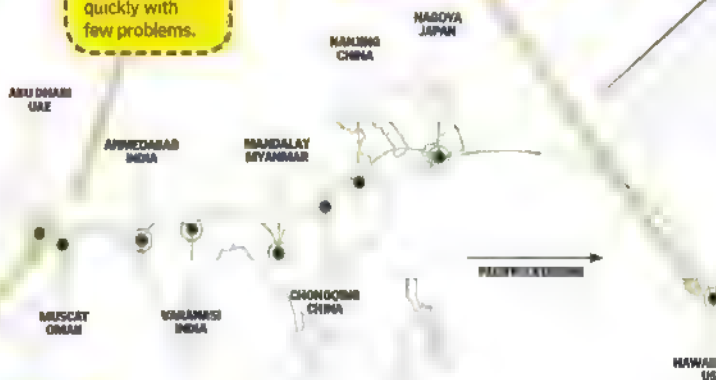 quickly with
few problems.
NAGOYA
JAPAN
NANJING
CHINA
ABU DHABI
UAE
AHMEDABAD
INDIA
MANDALAY
MYANMAR
CHONGQING
CHINA
MUSCAT
OMAN
VARANASI
INDIA
HAWAII
US